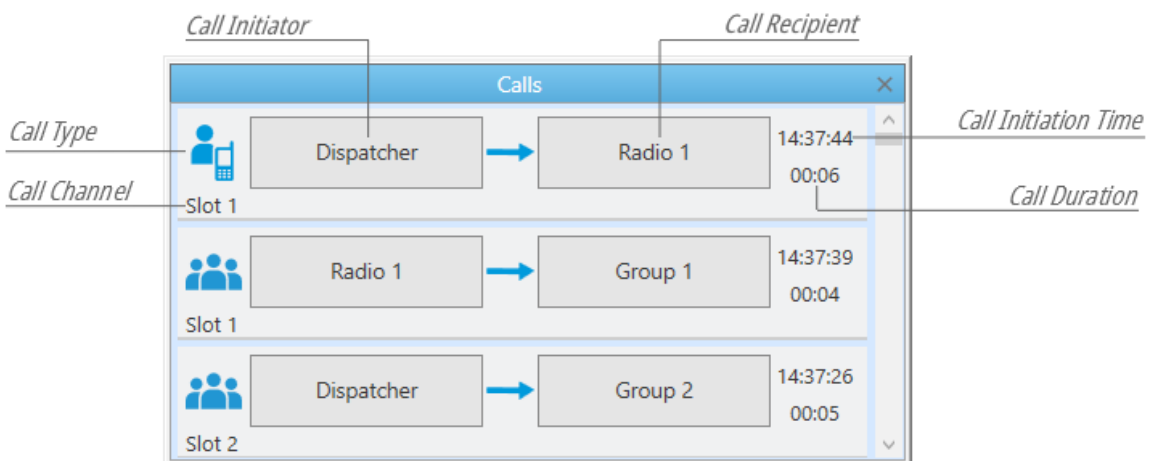 Call Initiator
Call Recipient
Calls
Call Type
Call Channel
Dispatcher
Radio 1
14:37:44
00:06
Call Initiation Time
Call Duration
Slot 1
Radio 1
Group 1
14:37:39
00:04
Slot 1
Dispatcher
Group 2
14:37:26
00:05
Slot 2